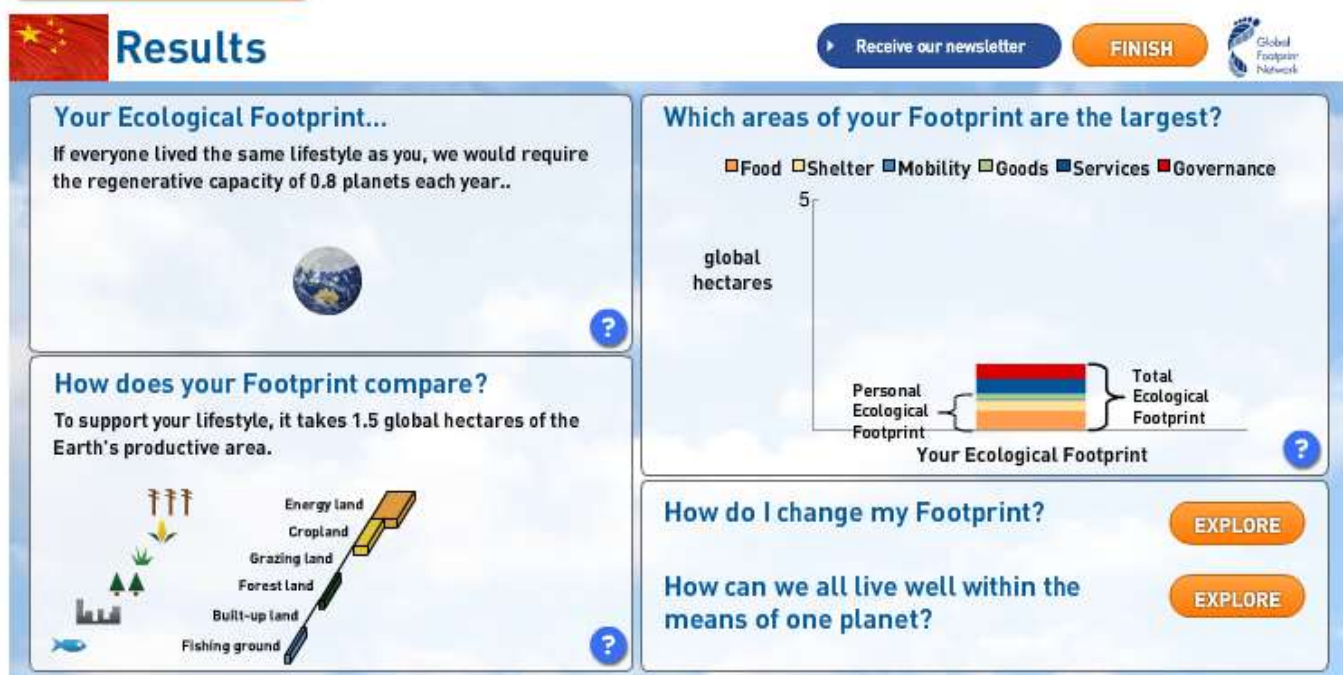 Results
Receive our newsletter
FINISH
Global
Footprint
Network
Your Ecological Footprint...
If everyone lived the same lifestyle as you, we would require
the regenerative capacity of 0.8 planets each year..
?
How does your Footprint compare?
To support your lifestyle, it takes 1.5 global hectares of the
Earth's productive area.
Energy land
Cropland
Grazing land
Forest land
Built-up land
Fishing ground
?
Which areas of your Footprint are the largest?
Food Shelter Mobility Goods Services Governance
5
global
hectares
Personal
Ecological
Footprint
Total
Ecological
Footprint
Your Ecological Footprint
?
How do I change my Footprint?
EXPLORE
How can we all live well within the
means of one planet?
EXPLORE